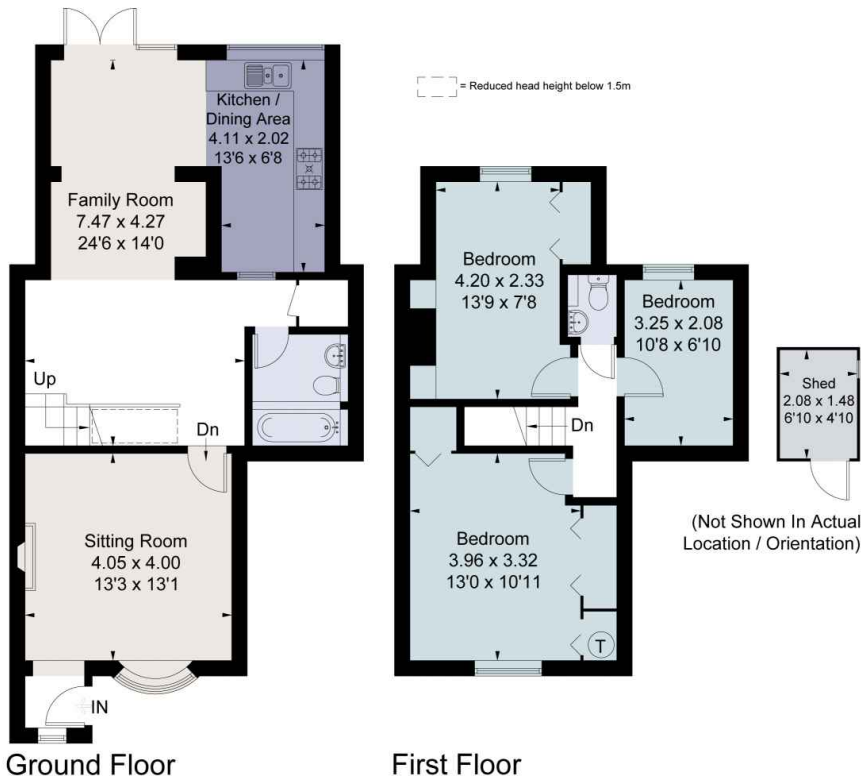 Kitchen /
Dining Area
4.11 x 2.02
13'6 x 6'8
Family Room
7.47 x 4.27
24'6 x 14'0
Up
Dn
Sitting Room
4.05 x 4.00
13'3 x 13'1
IN
Ground Floor
= Reduced head height below 1.5m
Bedroom
4.20 x 2.33
13'9 x 7'8
Bedroom
3.25 x 2.08
10'8 x 6'10
Dn
Bedroom
3.96 x 3.32
13'0 x 10'11
T
First Floor
Shed
2.08 x 1.48
6'10 x 4'10
(Not Shown In Actual
Location / Orientation)